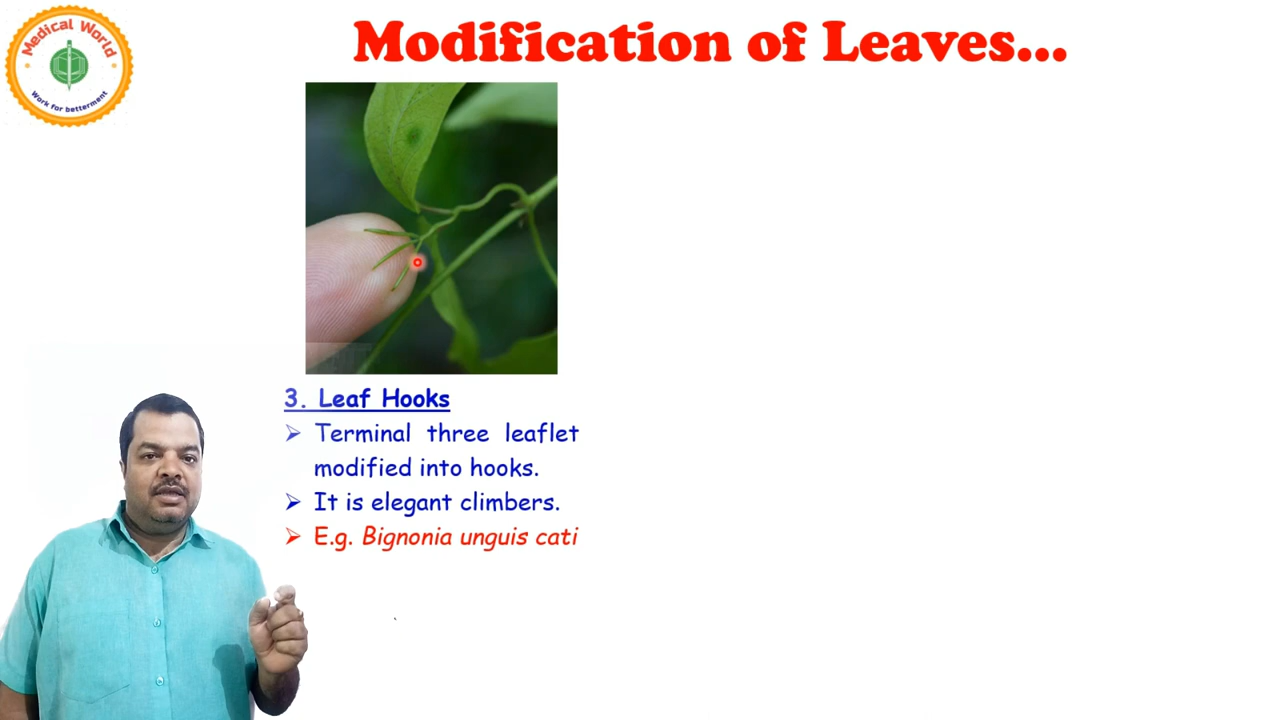 Medical World
Work for betterment
Modification of Leaves...
3. Leaf Hooks
➢ Terminal three leaflet
modified into hooks.
➢ It is elegant climbers.
➢ E.g. Bignonia unguis cati